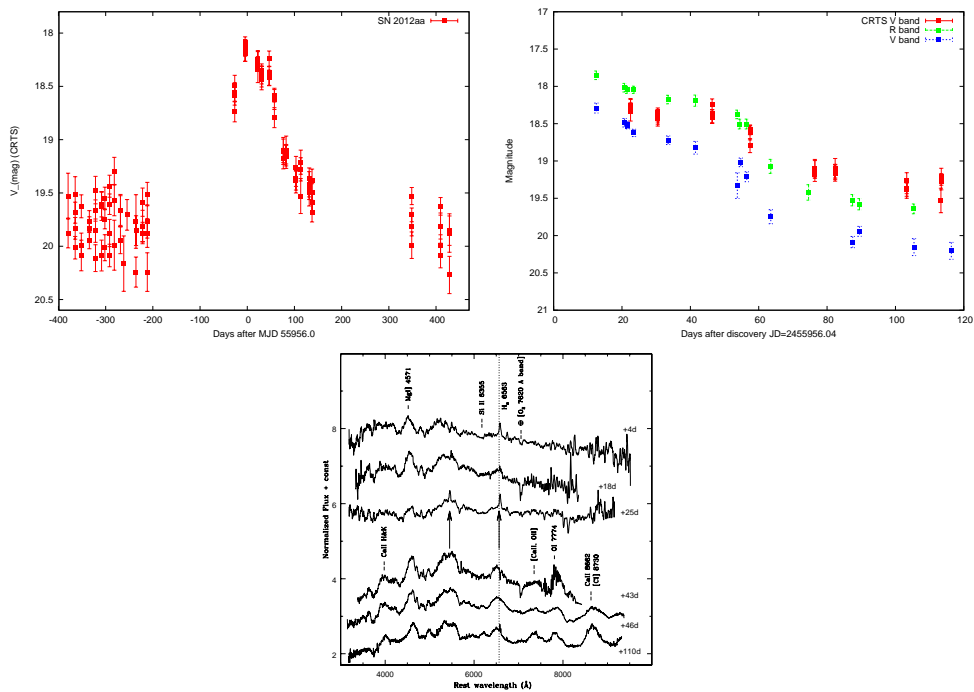 SN 2012aa
V_(mag) (CRTS)
18
18.5
19
19.5
20
20.5
-400 -300 -200 -100 0 100 200 300 400
Days after MJD 55956.0
CRTS V band
R band
V band
Magnitude
17
17.5
18
18.5
19
19.5
20
20.5
21
0 20 40 60 80 100 120
Days after discovery JD=2455956.04
MgI] 4571
Si II 6355
Hα 6563
⊕ [O₂ 7620 A band]
+4d
+18d
+25d
CaII H&K
[CaII, OII]
OI 7774
CaII 8662
[CI] 8730
+43d
+46d
+110d
Normalized Flux + const
8
6
4
2
4000 6000 8000
Rest wavelength (Å)